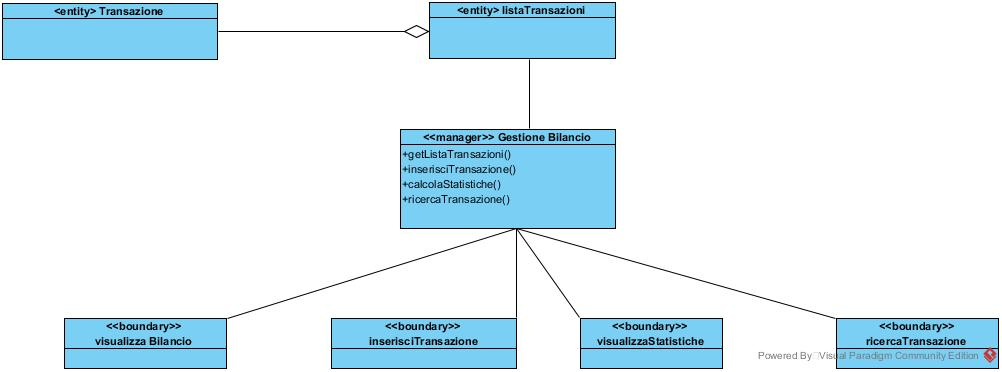 <entity> Transazione
<entity> listaTransazioni
<<manager>> Gestione Bilancio
+getListaTransazioni()
+inserisciTransazione()
+calcolaStatistiche()
+ricercaTransazione()
<<boundary>>
visualizza Bilancio
<<boundary>>
inserisciTransazione
<<boundary>>
visualizzaStatistiche
<<boundary>>
ricercaTransazione
Powered By Visual Paradigm Community Edition